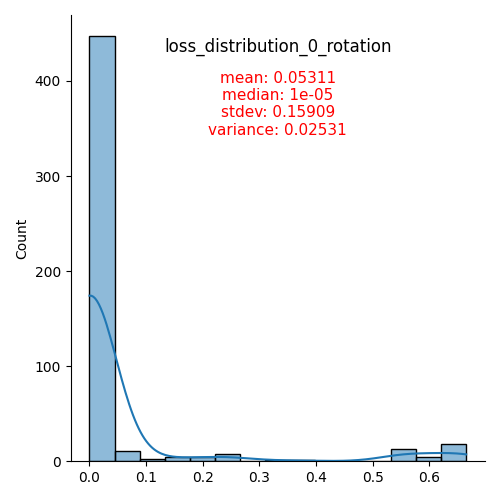 loss_distribution_0_rotation
mean: 0.05311
median: 1e-05
stdev: 0.15909
variance: 0.02531
Count
400
300
200
100
0
0.0 0.1 0.2 0.3 0.4 0.5 0.6